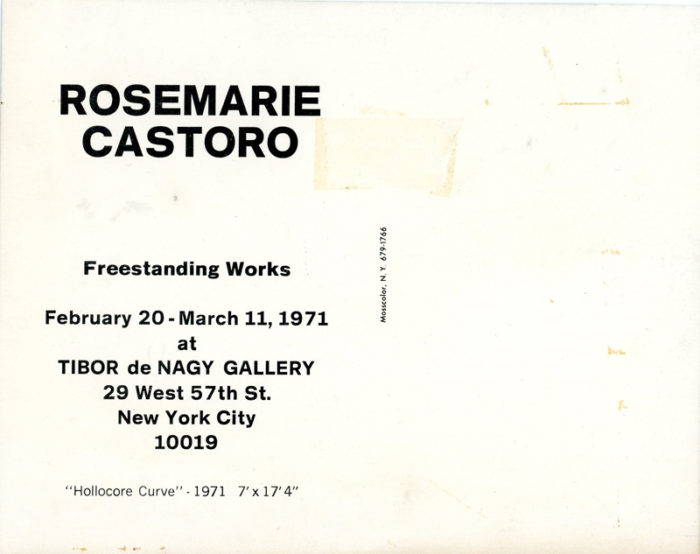 ROSEMARIE
CASTORO
Freestanding Works
February 20 - March 11, 1971
at
TIBOR de NAGY GALLERY
29 West 57th St.
New York City
10019
"Hollocore Curve" - 1971 7' x 17' 4"
Mosscolor, N. Y. 679-1766